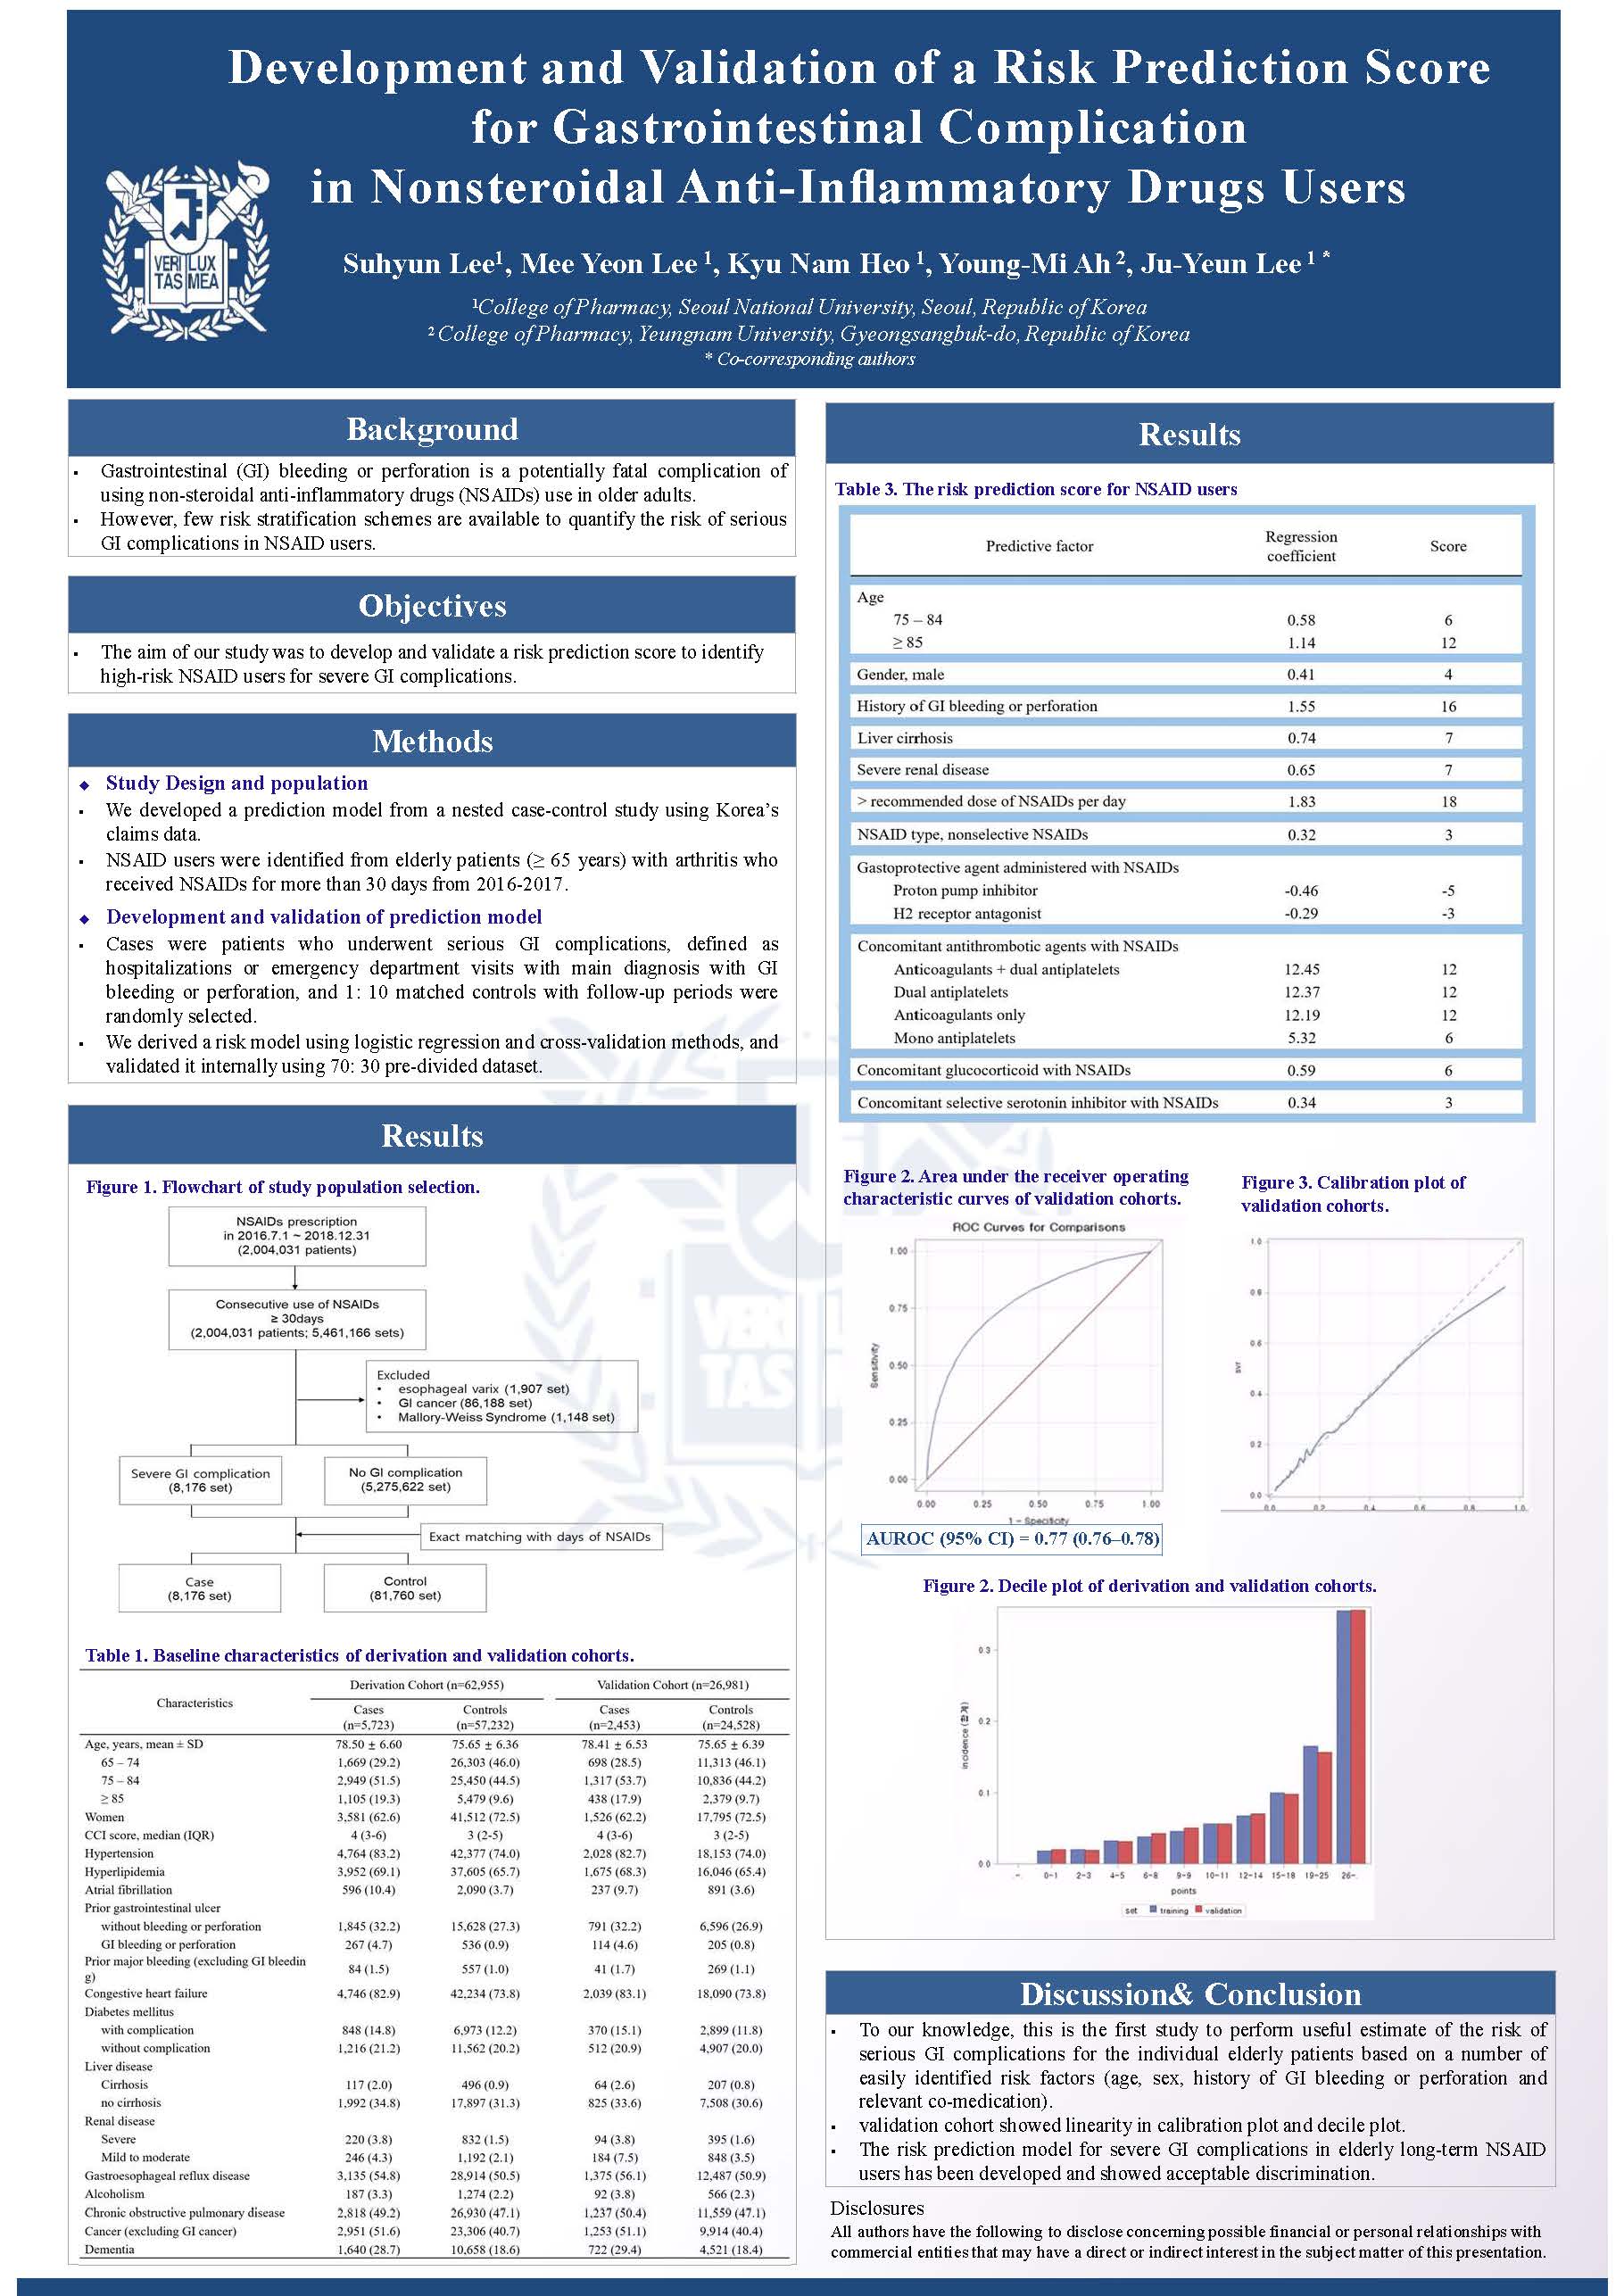 Development and Validation of a Risk Prediction Score
for Gastrointestinal Complication
in Nonsteroidal Anti-Inflammatory Drugs Users
VERI LUX
TAS MEA
Suhyun Lee¹, Mee Yeon Lee ¹, Kyu Nam Heo ¹, Young-Mi Ah ², Ju-Yeun Lee ¹ *
¹College of Pharmacy, Seoul National University, Seoul, Republic of Korea
² College of Pharmacy, Yeungnam University, Gyeongsangbuk-do, Republic of Korea
* Co-corresponding authors
Background
▪ Gastrointestinal (GI) bleeding or perforation is a potentially fatal complication of
using non-steroidal anti-inflammatory drugs (NSAIDs) use in older adults.
▪ However, few risk stratification schemes are available to quantify the risk of serious
GI complications in NSAID users.
Objectives
▪ The aim of our study was to develop and validate a risk prediction score to identify
high-risk NSAID users for severe GI complications.
Methods
◆ Study Design and population
▪ We developed a prediction model from a nested case-control study using Korea's
claims data.
▪ NSAID users were identified from elderly patients (≥ 65 years) with arthritis who
received NSAIDs for more than 30 days from 2016-2017.
◆ Development and validation of prediction model
▪ Cases were patients who underwent serious GI complications, defined as
hospitalizations or emergency department visits with main diagnosis with GI
bleeding or perforation, and 1: 10 matched controls with follow-up periods were
randomly selected.
▪ We derived a risk model using logistic regression and cross-validation methods, and
validated it internally using 70: 30 pre-divided dataset.
Results
Figure 1. Flowchart of study population selection.
NSAIDs prescription
in 2016.7.1 ~ 2018.12.31
(2,004,031 patients)
Consecutive use of NSAIDs
≥ 30days
(2,004,031 patients; 5,461,166 sets)
Excluded
• esophageal varix (1,907 set)
• GI cancer (86,188 set)
• Mallory-Weiss Syndrome (1,148 set)
Severe GI complication
(8,176 set)
No GI complication
(5,275,622 set)
Exact matching with days of NSAIDs
Case
(8,176 set)
Control
(81,760 set)
Table 1. Baseline characteristics of derivation and validation cohorts.
Characteristics Derivation Cohort (n=62,955) Validation Cohort (n=26,981)
Cases Controls Cases Controls
(n=5,723) (n=57,232) (n=2,453) (n=24,528)
Age, years, mean ± SD 78.50 ± 6.60 75.65 ± 6.36 78.41 ± 6.53 75.65 ± 6.39
65 – 74 1,669 (29.2) 26,303 (46.0) 698 (28.5) 11,313 (46.1)
75 – 84 2,949 (51.5) 25,450 (44.5) 1,317 (53.7) 10,836 (44.2)
≥ 85 1,105 (19.3) 5,479 (9.6) 438 (17.9) 2,379 (9.7)
Women 3,581 (62.6) 41,512 (72.5) 1,526 (62.2) 17,795 (72.5)
CCI score, median (IQR) 4 (3-6) 3 (2-5) 4 (3-6) 3 (2-5)
Hypertension 4,764 (83.2) 42,377 (74.0) 2,028 (82.7) 18,153 (74.0)
Hyperlipidemia 3,952 (69.1) 37,605 (65.7) 1,675 (68.3) 16,046 (65.4)
Atrial fibrillation 596 (10.4) 2,090 (3.7) 237 (9.7) 891 (3.6)
Prior gastrointestinal ulcer
without bleeding or perforation 1,845 (32.2) 15,628 (27.3) 791 (32.2) 6,596 (26.9)
GI bleeding or perforation 267 (4.7) 536 (0.9) 114 (4.6) 205 (0.8)
Prior major bleeding (excluding GI bleedin
g) 84 (1.5) 557 (1.0) 41 (1.7) 269 (1.1)
Congestive heart failure 4,746 (82.9) 42,234 (73.8) 2,039 (83.1) 18,090 (73.8)
Diabetes mellitus
with complication 848 (14.8) 6,973 (12.2) 370 (15.1) 2,899 (11.8)
without complication 1,216 (21.2) 11,562 (20.2) 512 (20.9) 4,907 (20.0)
Liver disease
Cirrhosis 117 (2.0) 496 (0.9) 64 (2.6) 207 (0.8)
no cirrhosis 1,992 (34.8) 17,897 (31.3) 825 (33.6) 7,508 (30.6)
Renal disease
Severe 220 (3.8) 832 (1.5) 94 (3.8) 395 (1.6)
Mild to moderate 246 (4.3) 1,192 (2.1) 184 (7.5) 848 (3.5)
Gastroesophageal reflux disease 3,135 (54.8) 28,914 (50.5) 1,375 (56.1) 12,487 (50.9)
Alcoholism 187 (3.3) 1,274 (2.2) 92 (3.8) 566 (2.3)
Chronic obstructive pulmonary disease 2,818 (49.2) 26,930 (47.1) 1,237 (50.4) 11,559 (47.1)
Cancer (excluding GI cancer) 2,951 (51.6) 23,306 (40.7) 1,253 (51.1) 9,914 (40.4)
Dementia 1,640 (28.7) 10,658 (18.6) 722 (29.4) 4,521 (18.4)
Results
Table 3. The risk prediction score for NSAID users
Predictive factor Regression coefficient Score
Age
75 – 84 0.58 6
≥ 85 1.14 12
Gender, male 0.41 4
History of GI bleeding or perforation 1.55 16
Liver cirrhosis 0.74 7
Severe renal disease 0.65 7
> recommended dose of NSAIDs per day 1.83 18
NSAID type, nonselective NSAIDs 0.32 3
Gastoprotective agent administered with NSAIDs
Proton pump inhibitor -0.46 -5
H2 receptor antagonist -0.29 -3
Concomitant antithrombotic agents with NSAIDs
Anticoagulants + dual antiplatelets 12.45 12
Dual antiplatelets 12.37 12
Anticoagulants only 12.19 12
Mono antiplatelets 5.32 6
Concomitant glucocorticoid with NSAIDs 0.59 6
Concomitant selective serotonin inhibitor with NSAIDs 0.34 3
Figure 2. Area under the receiver operating
characteristic curves of validation cohorts.
ROC Curves for Comparisons
1.00
0.75
0.50
0.25
0.00
Sensitivity
0.00 0.25 0.50 0.75 1.00
1 - Specificity
AUROC (95% CI) = 0.77 (0.76–0.78)
Figure 3. Calibration plot of
validation cohorts.
1.0
0.8
0.6
0.4
0.2
0.0
0.0 0.2 0.4 0.6 0.8 1.0
Figure 2. Decile plot of derivation and validation cohorts.
0.3
0.2
0.1
0.0
incidence (합계)
0-1 2-3 4-5 6-8 9-9 10-11 12-14 15-18 19-25 26-
points
set training validation
Discussion& Conclusion
▪ To our knowledge, this is the first study to perform useful estimate of the risk of
serious GI complications for the individual elderly patients based on a number of
easily identified risk factors (age, sex, history of GI bleeding or perforation and
relevant co-medication).
▪ validation cohort showed linearity in calibration plot and decile plot.
▪ The risk prediction model for severe GI complications in elderly long-term NSAID
users has been developed and showed acceptable discrimination.
Disclosures
All authors have the following to disclose concerning possible financial or personal relationships with
commercial entities that may have a direct or indirect interest in the subject matter of this presentation.